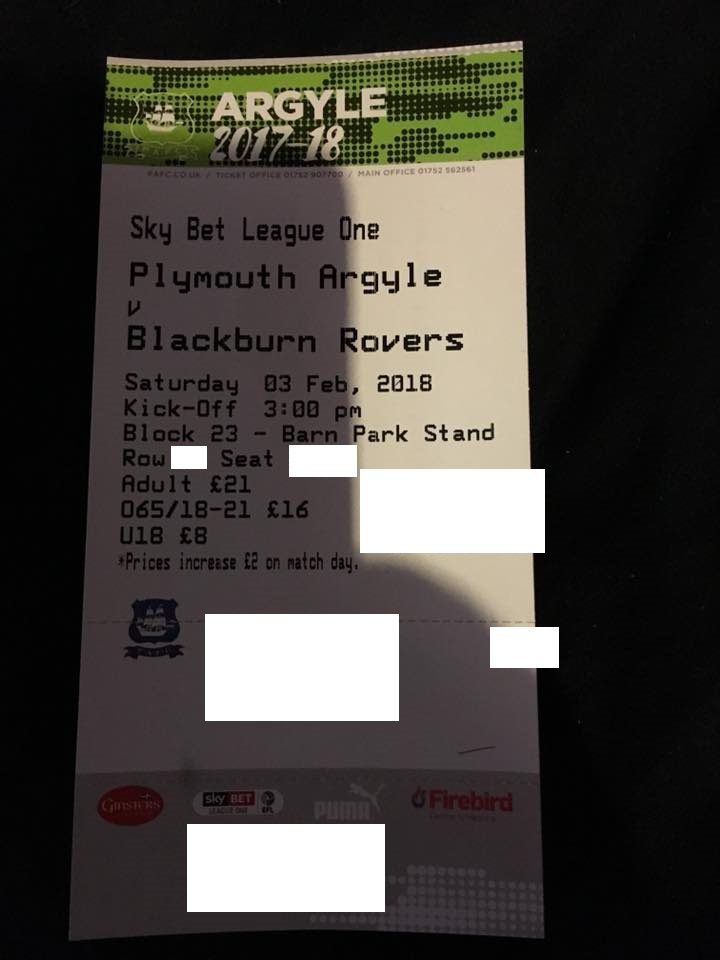 ARGYLE
2017-18
PAFC.CO.UK / TICKET OFFICE 01752 907700 / MAIN OFFICE 01752 562561
Sky Bet League One
Plymouth Argyle
v
Blackburn Rovers
Saturday 03 Feb, 2018
Kick-Off 3:00 pm
Block 23 - Barn Park Stand
Row Seat
Adult £21
O65/18-21 £16
U18 £8
*Prices increase £2 on match day.
GINSTERS
sky BET
LEAGUE ONE EFL
PUMA
Firebird